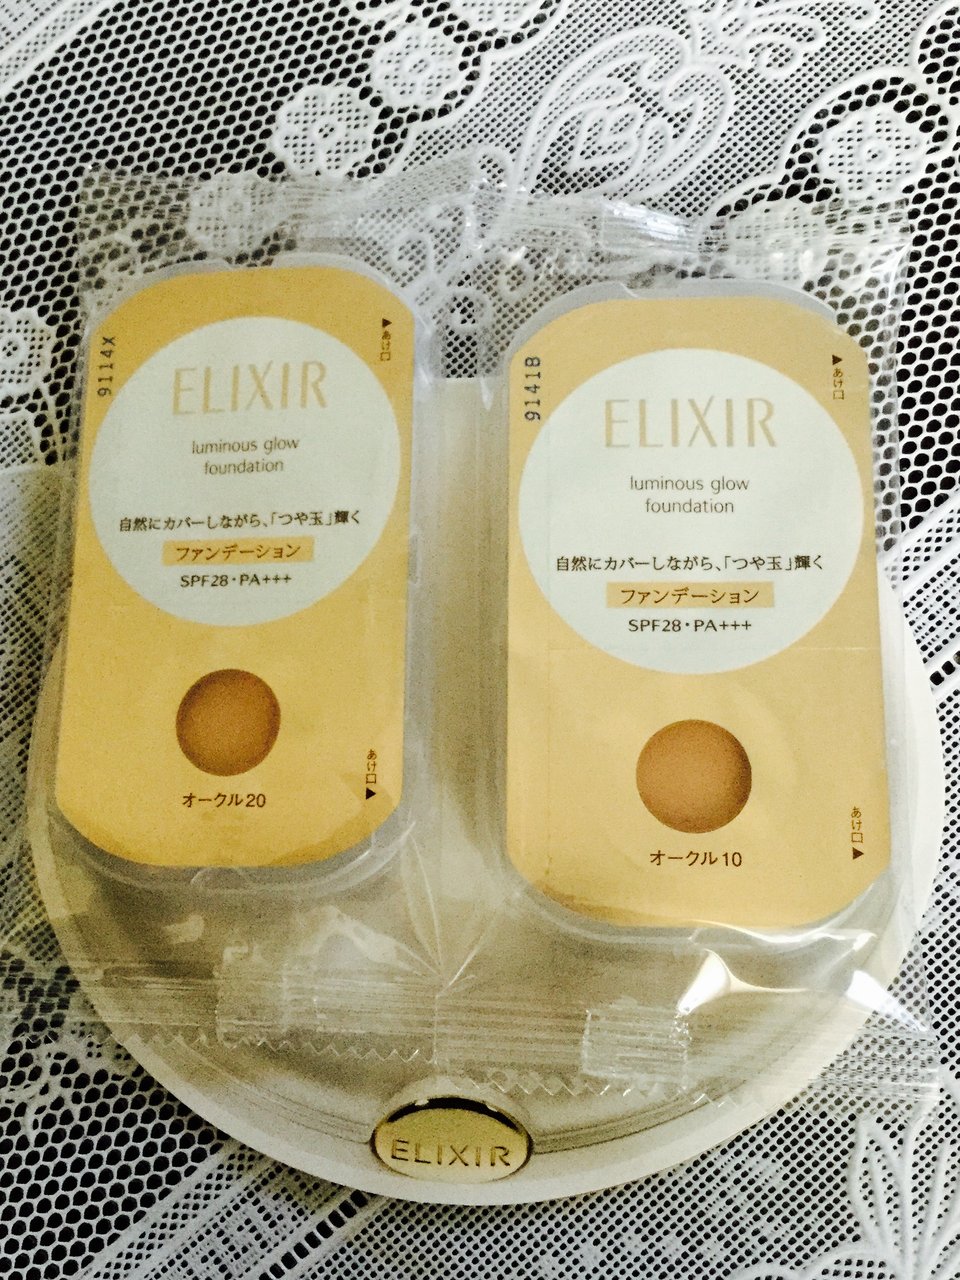 9114X
▶あけ口
ELIXIR
luminous glow
foundation
自然にカバーしながら、「つや玉」輝く
ファンデーション
SPF28・PA+++
あけ口▶
オークル20
9141B
▶あけ口
ELIXIR
luminous glow
foundation
自然にカバーしながら、「つや玉」輝く
ファンデーション
SPF28・PA+++
あけ口▶
オークル10
ELIXIR